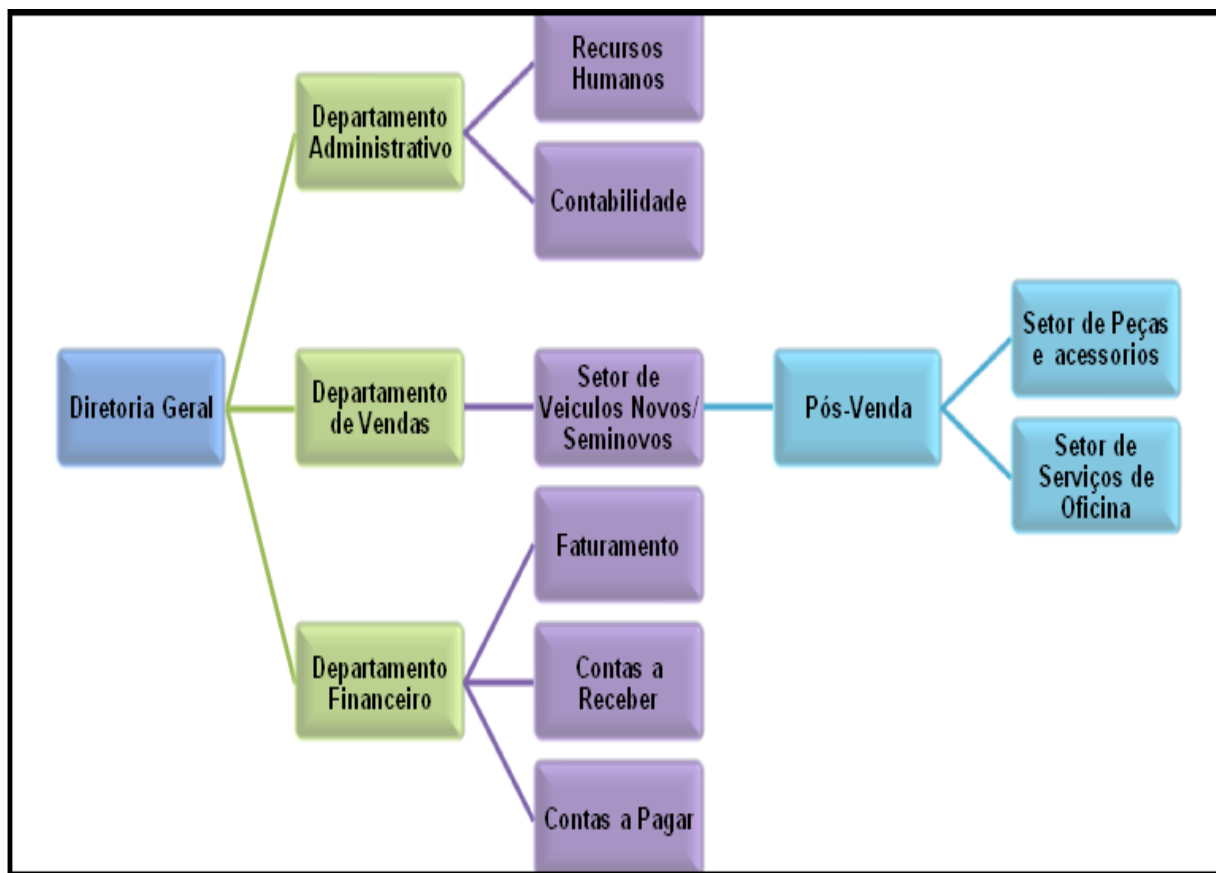 Recursos
Humanos
Departamento
Administrativo
Contabilidade
Diretoria Geral
Departamento
de Vendas
Setor de
Veiculos Novos/
Seminovos
Pós-Venda
Setor de Peças
e acessorios
Setor de
Serviços de
Oficina
Faturamento
Departamento
Financeiro
Contas a
Receber
Contas a Pagar